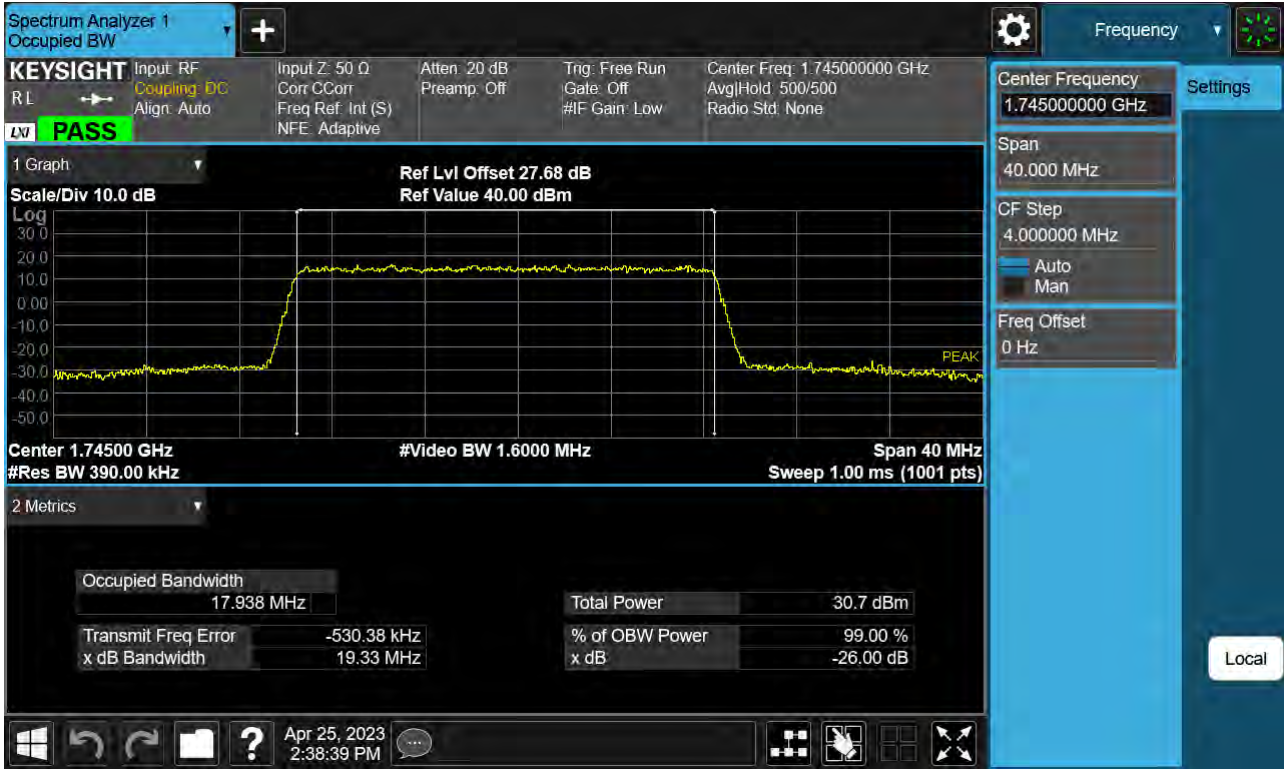 Spectrum Analyzer 1
Occupied BW
Frequency
KEYSIGHT
RL
LXI
PASS
Input: RF
Coupling: DC
Align: Auto
Input Z: 50 Ω
Corr CCorr
Freq Ref: Int (S)
NFE: Adaptive
Atten: 20 dB
Preamp: Off
Trig: Free Run
Gate: Off
#IF Gain: Low
Center Freq: 1.745000000 GHz
Avg|Hold: 500/500
Radio Std: None
1 Graph
Scale/Div 10.0 dB
Ref Lvl Offset 27.68 dB
Ref Value 40.00 dBm
Log
30.0
20.0
10.0
0.00
-10.0
-20.0
-30.0
-40.0
-50.0
PEAK
Center 1.74500 GHz
#Video BW 1.6000 MHz
Span 40 MHz
#Res BW 390.00 kHz
Sweep 1.00 ms (1001 pts)
2 Metrics
Occupied Bandwidth
17.938 MHz
Transmit Freq Error -530.38 kHz
x dB Bandwidth 19.33 MHz
Total Power 30.7 dBm
% of OBW Power 99.00 %
x dB -26.00 dB
Center Frequency
1.745000000 GHz
Span
40.000 MHz
CF Step
4.000000 MHz
Auto
Man
Freq Offset
0 Hz
Settings
Local
?
Apr 25, 2023
2:38:39 PM